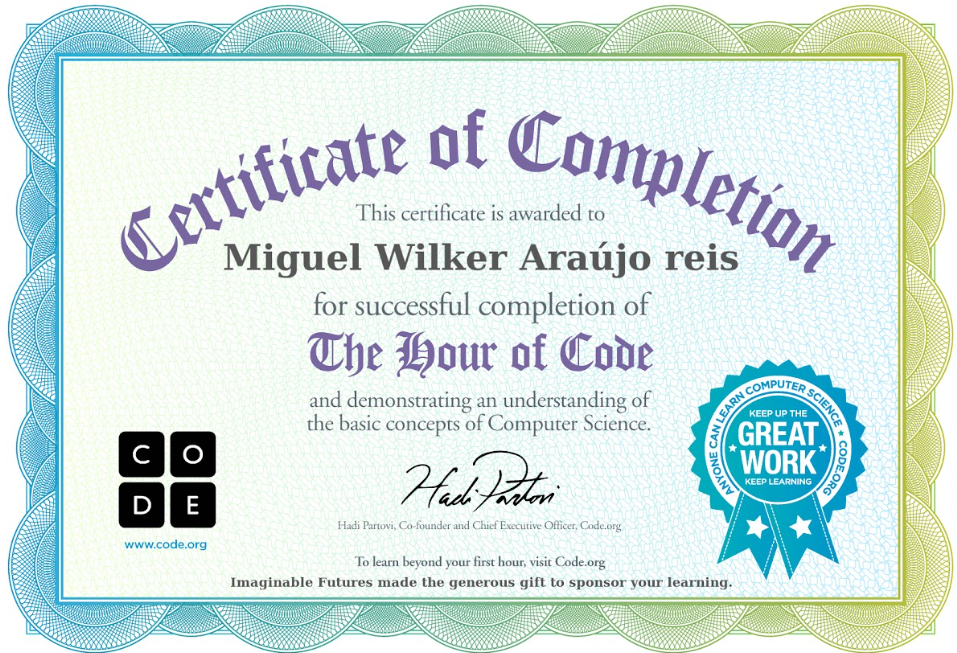 Certificate of Completion
This certificate is awarded to
Miguel Wilker Araújo reis
for successful completion of
The Hour of Code
and demonstrating an understanding of
the basic concepts of Computer Science.
C O
D E
www.code.org
Hadi Partovi
Hadi Partovi, Co-founder and Chief Executive Officer, Code.org
ANYONE CAN LEARN COMPUTER SCIENCE ★ CODE.ORG
KEEP UP THE
GREAT
WORK
KEEP LEARNING
To learn beyond your first hour, visit Code.org
Imaginable Futures made the generous gift to sponsor your learning.